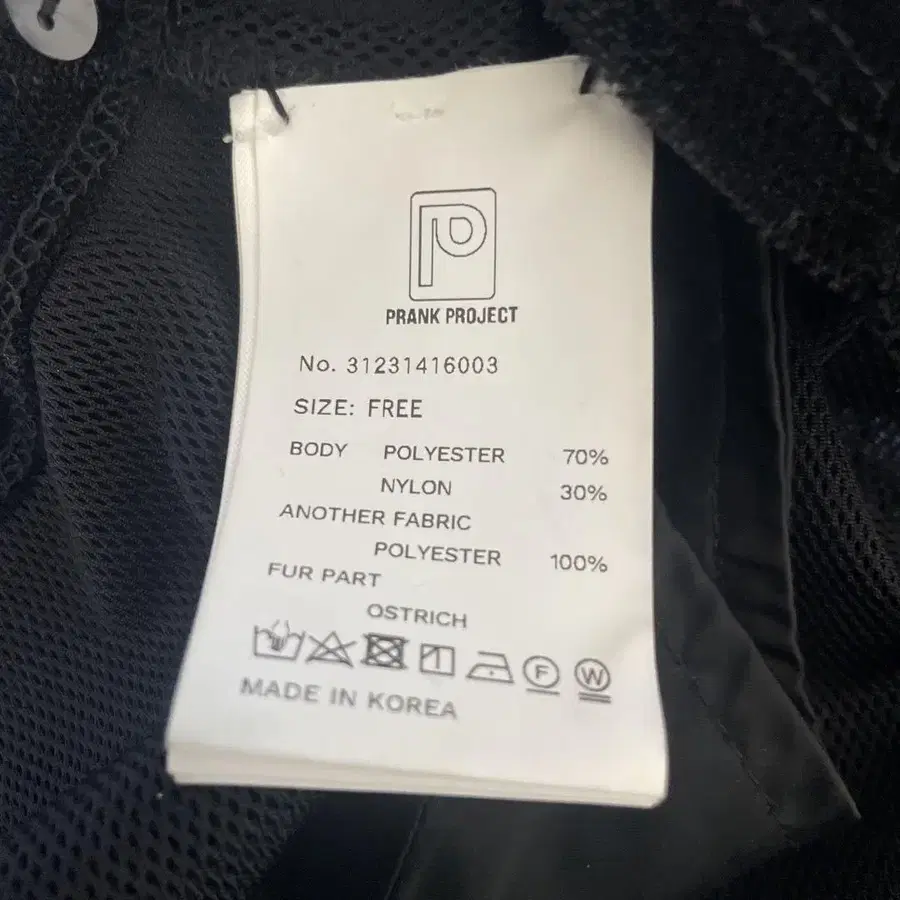 P
PRANK PROJECT
No. 31231416003
SIZE: FREE
BODY POLYESTER 70%
NYLON 30%
ANOTHER FABRIC
POLYESTER 100%
FUR PART
OSTRICH
F W
MADE IN KOREA